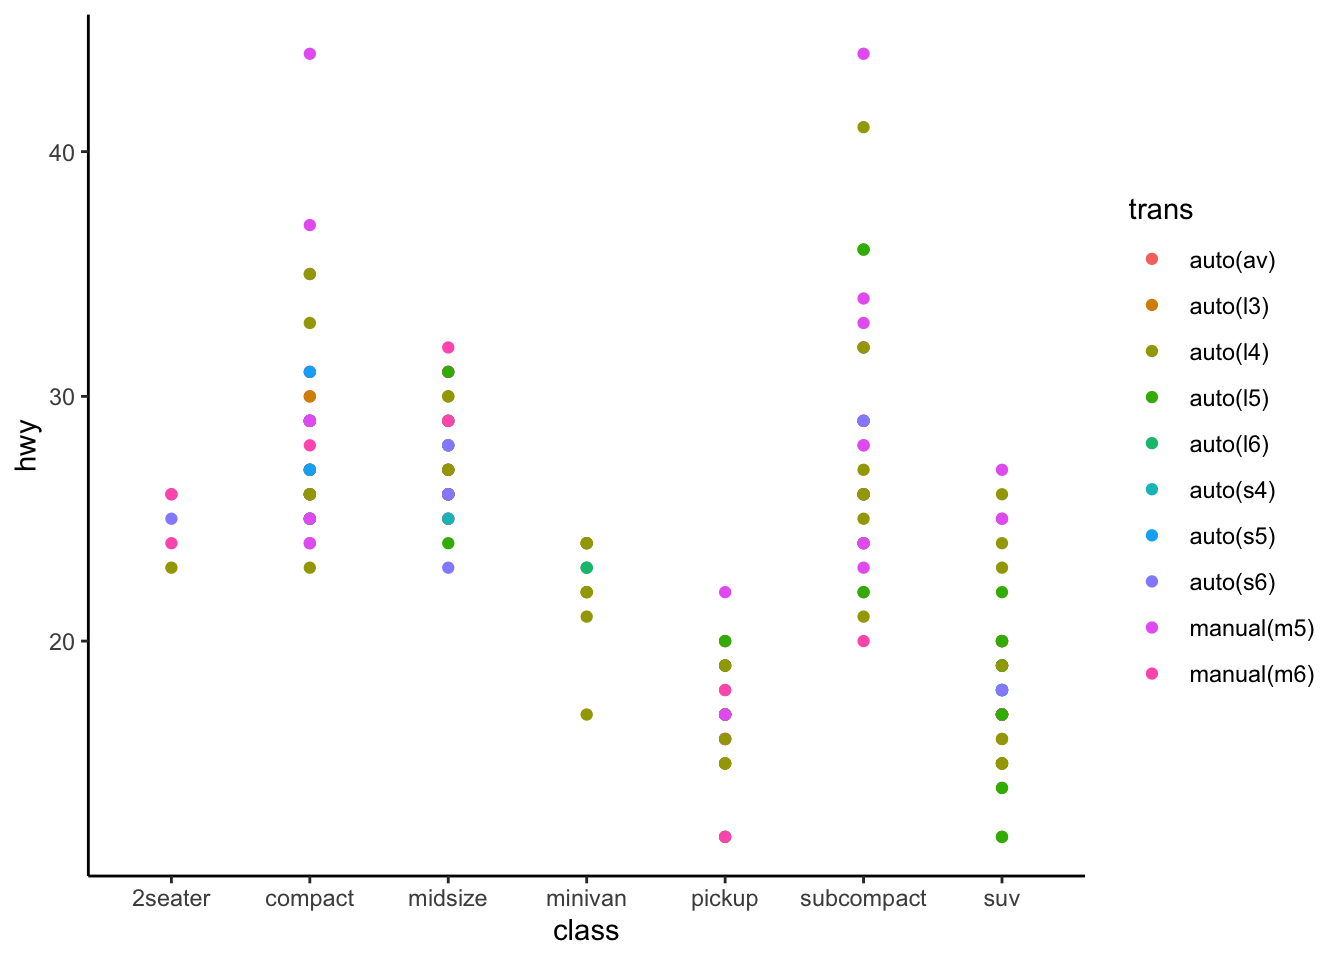 hwy
40
30
20
2seater compact midsize minivan pickup subcompact suv
class
trans
auto(av)
auto(l3)
auto(l4)
auto(l5)
auto(l6)
auto(s4)
auto(s5)
auto(s6)
manual(m5)
manual(m6)